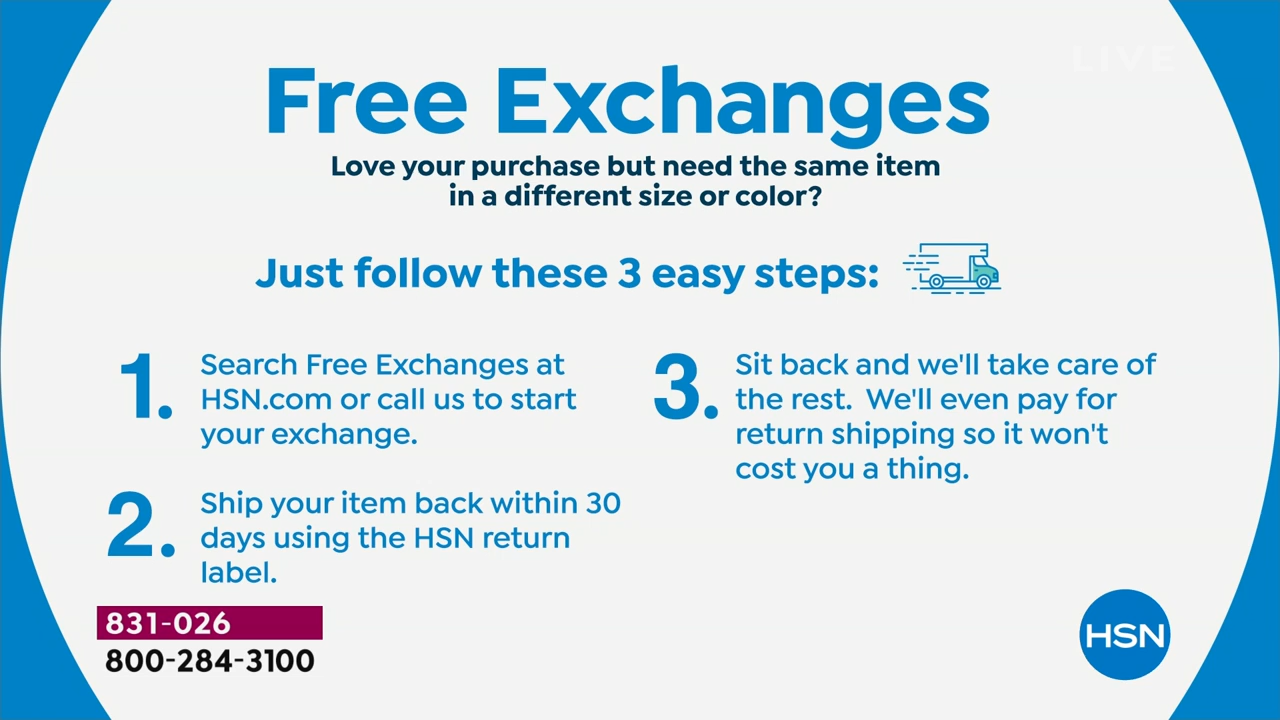 LIVE
Free Exchanges
Love your purchase but need the same item
in a different size or color?
Just follow these 3 easy steps:
1. Search Free Exchanges at
HSN.com or call us to start
your exchange.
2. Ship your item back within 30
days using the HSN return
label.
3. Sit back and we'll take care of
the rest.  We'll even pay for
return shipping so it won't
cost you a thing.
831-026
800-284-3100
HSN